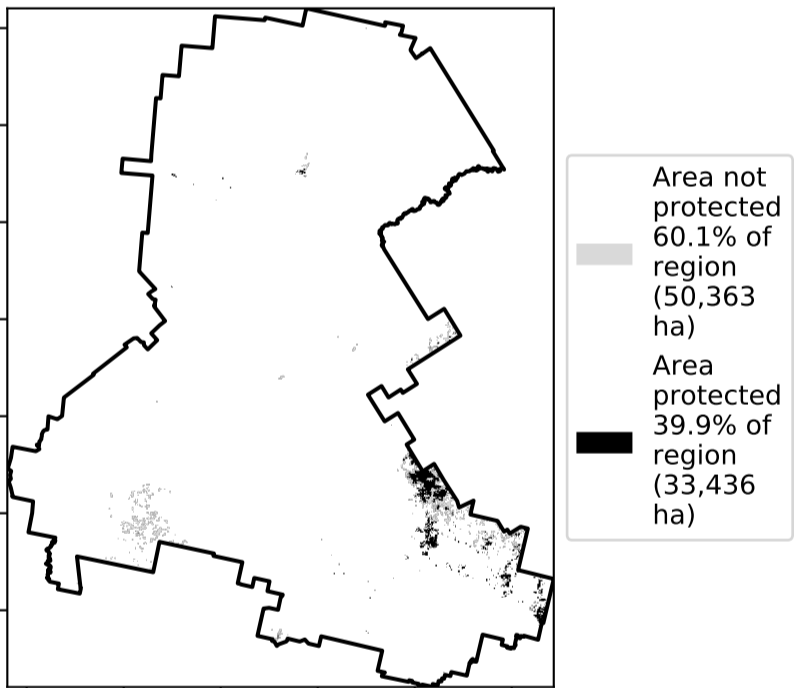 Area not
protected
60.1% of
region
(50,363
ha)
Area
protected
39.9% of
region
(33,436
ha)